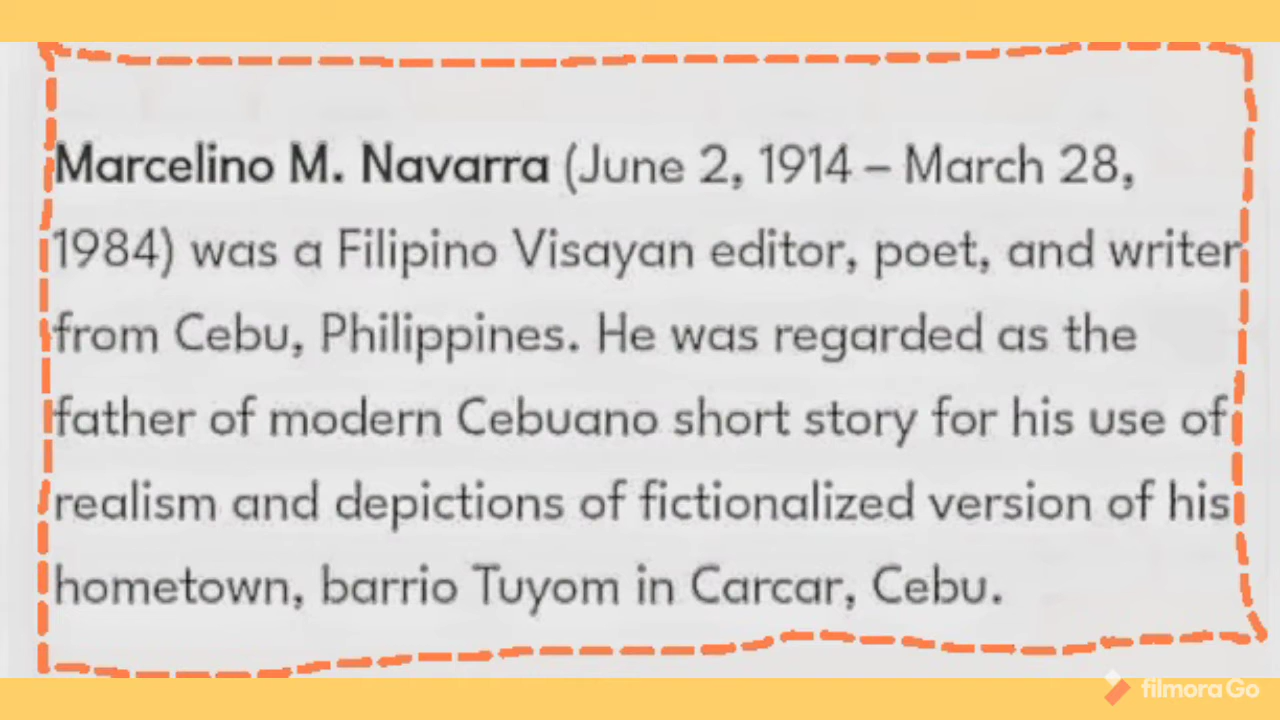 Marcelino M. Navarra (June 2, 1914 – March 28,
1984) was a Filipino Visayan editor, poet, and writer
from Cebu, Philippines. He was regarded as the
father of modern Cebuano short story for his use of
realism and depictions of fictionalized version of his
hometown, barrio Tuyom in Carcar, Cebu.
filmora Go